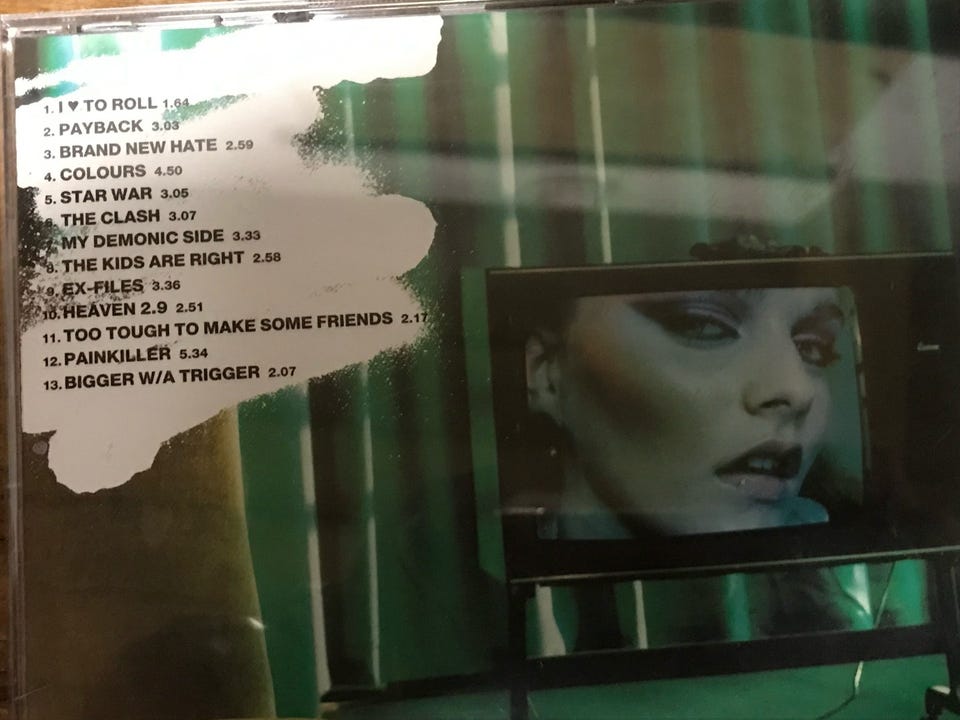 1. I ♥ TO ROLL 1.64
2. PAYBACK 3.03
3. BRAND NEW HATE 2.59
4. COLOURS 4.50
5. STAR WAR 3.05
6. THE CLASH 3.07
7. MY DEMONIC SIDE 3.33
8. THE KIDS ARE RIGHT 2.58
9. EX-FILES 3.36
10. HEAVEN 2.9 2.51
11. TOO TOUGH TO MAKE SOME FRIENDS 2.17
12. PAINKILLER 5.34
13. BIGGER W/A TRIGGER 2.07